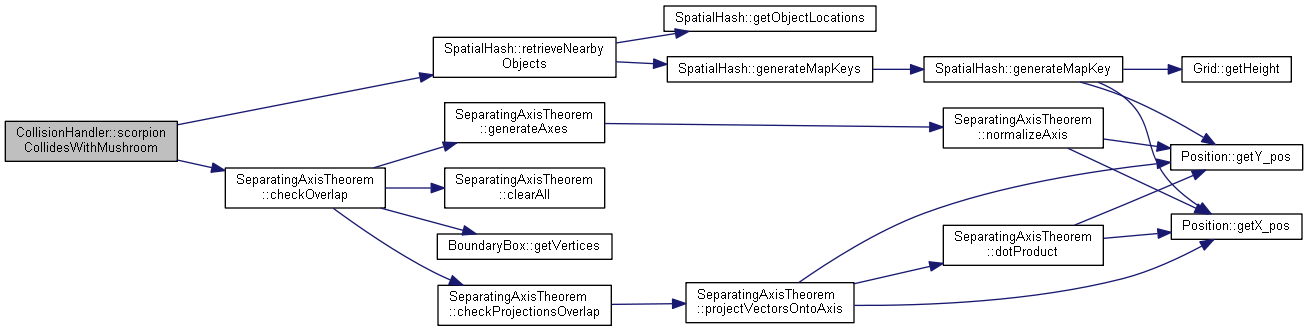 CollisionHandler::scorpion
CollidesWithMushroom
SpatialHash::retrieveNearby
Objects
SpatialHash::getObjectLocations
SpatialHash::generateMapKeys
SpatialHash::generateMapKey
Grid::getHeight
SeparatingAxisTheorem
::checkOverlap
SeparatingAxisTheorem
::generateAxes
SeparatingAxisTheorem
::clearAll
BoundaryBox::getVertices
SeparatingAxisTheorem
::checkProjectionsOverlap
SeparatingAxisTheorem
::projectVectorsOntoAxis
SeparatingAxisTheorem
::normalizeAxis
SeparatingAxisTheorem
::dotProduct
Position::getY_pos
Position::getX_pos